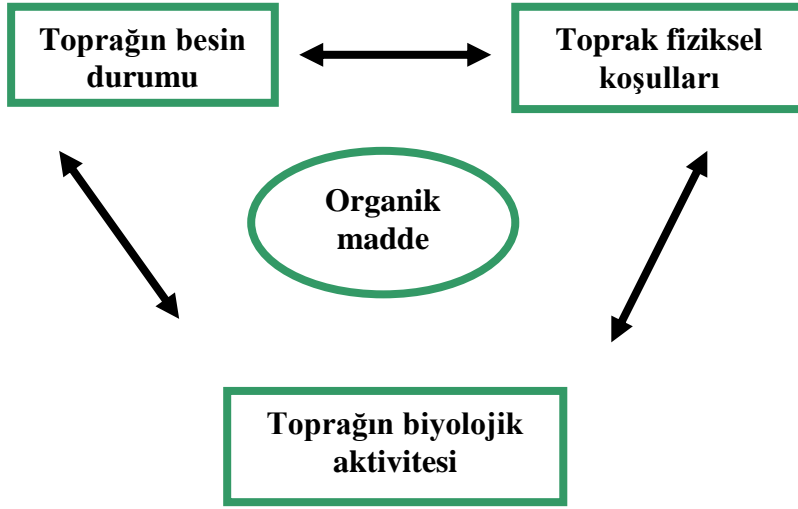 Toprağın besin
durumu
Toprak fiziksel
koşulları
Organik
madde
Toprağın biyolojik
aktivitesi